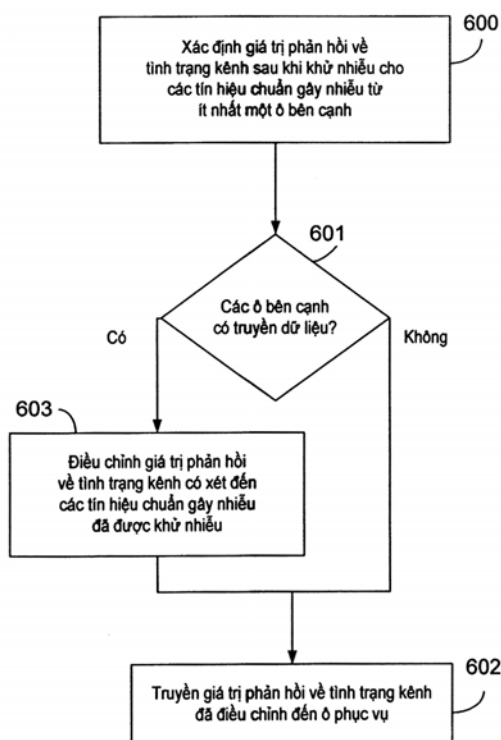 600
Xác định giá trị phản hồi về
tình trạng kênh sau khi khử nhiễu cho
các tín hiệu chuẩn gây nhiễu từ
ít nhất một ô bên cạnh
601
Các ô bên cạnh
có truyền dữ liệu?
Có
Không
603
Điều chỉnh giá trị phản hồi
về tình trạng kênh có xét đến
các tín hiệu chuẩn gây nhiễu
đã được khử nhiễu
602
Truyền giá trị phản hồi về tình trạng kênh
đã điều chỉnh đến ô phục vụ